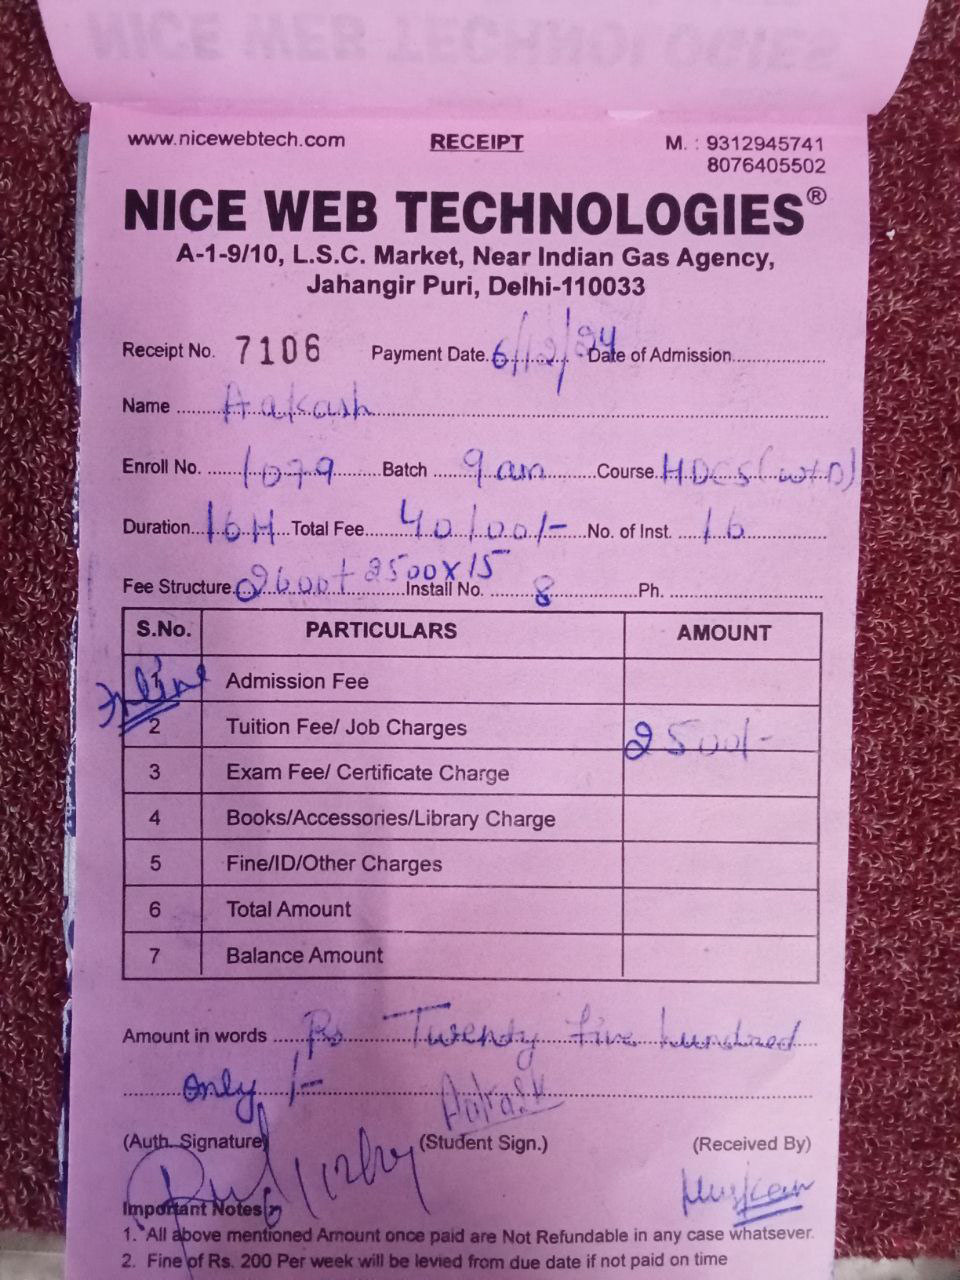 www.nicewebtech.com RECEIPT M. : 9312945741
8076405502
NICE WEB TECHNOLOGIES®
A-1-9/10, L.S.C. Market, Near Indian Gas Agency,
Jahangir Puri, Delhi-110033
Receipt No. 7106 Payment Date. 6/12/24 Date of Admission
Name Aakash
Enroll No. 1079 Batch 9 am Course HDCS (W+D)
Duration 16H Total Fee 40100/- No. of Inst. 16
Fee Structure 2600+2500x15 Install No. 8 Ph.
S.No. PARTICULARS AMOUNT
1 Admission Fee
Online
2 Tuition Fee/ Job Charges 2500/-
3 Exam Fee/ Certificate Charge
4 Books/Accessories/Library Charge
5 Fine/ID/Other Charges
6 Total Amount
7 Balance Amount
Amount in words Rs Twenty five hundred
only /-
Aakash
(Auth. Signature) (Student Sign.) (Received By)
Muskan
Important Notes :
1. All above mentioned Amount once paid are Not Refundable in any case whatsever.
2. Fine of Rs. 200 Per week will be levied from due date if not paid on time